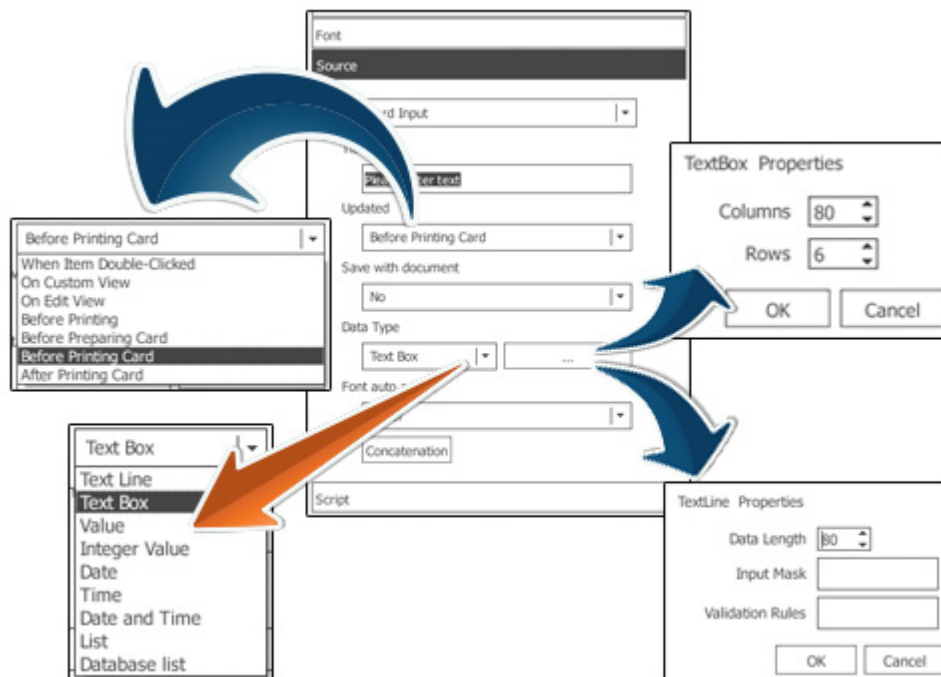 Font
Source
Input
text
Updated
Before Printing Card
Save with document
No
Data Type
Text Box
...
Font auto
Concatenation
Script
Before Printing Card
When Item Double-Clicked
On Custom View
On Edit View
Before Printing
Before Preparing Card
Before Printing Card
After Printing Card
Text Box
Text Line
Text Box
Value
Integer Value
Date
Time
Date and Time
List
Database list
TextBox Properties
Columns 80
Rows 6
OK Cancel
TextLine Properties
Data Length 80
Input Mask
Validation Rules
OK Cancel